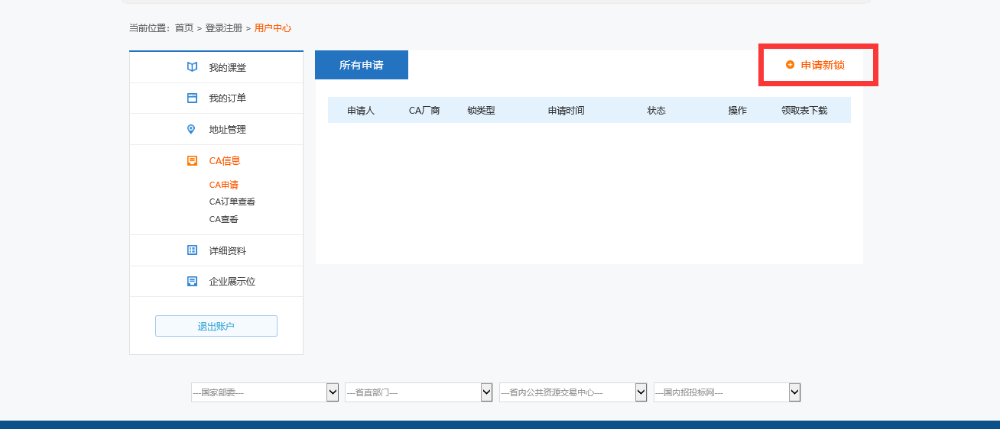 当前位置：首页 > 登录注册 > 用户中心
我的课堂
我的订单
地址管理
CA信息
CA申请
CA订单查看
CA查看
详细资料
企业展示位
退出账户
所有申请
申请新锁
申请人 CA厂商 锁类型 申请时间 状态 操作 领取表下载
---国家部委--- ---省直部门--- ---省内公共资源交易中心--- ---国内招投标网---